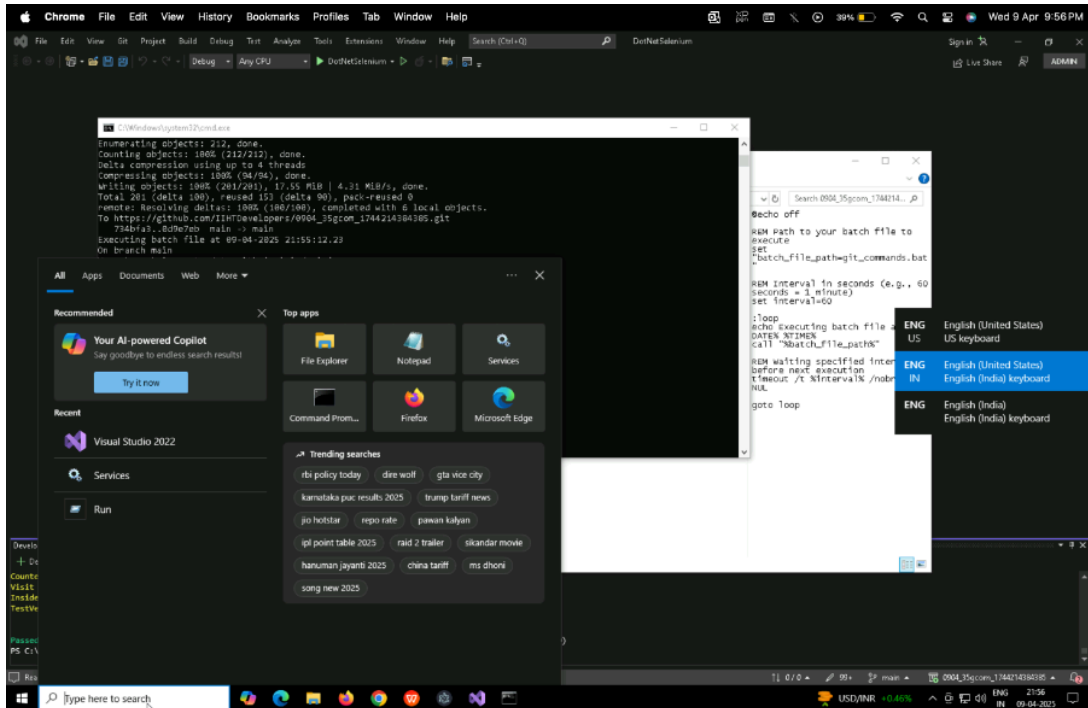 Chrome File Edit View History Bookmarks Profiles Tab Window Help
39%
Wed 9 Apr 9:56 PM
File Edit View Git Project Build Debug Test Analyze Tools Extensions Window Help
Search (Ctrl+Q)
DotNetSelenium
Sign in
Debug
Any CPU
DotNetSelenium
Live Share
ADMIN
C:\Windows\system32\cmd.exe
Enumerating objects: 212, done.
Counting objects: 100% (212/212), done.
Delta compression using up to 4 threads
Compressing objects: 100% (94/94), done.
Writing objects: 100% (201/201), 17.55 MiB | 4.31 MiB/s, done.
Total 201 (delta 100), reused 153 (delta 90), pack-reused 0
remote: Resolving deltas: 100% (100/100), completed with 6 local objects.
To https://github.com/IIHTDevelopers/0904_35gcom_1744214384385.git
734bfa3..8d9e7eb main -> main
Executing batch file at 09-04-2025 21:55:12.23
On branch main
Search 0904_35gcom_1744214...
@echo off
REM Path to your batch file to
execute
set
"batch_file_path=git_commands.bat
"
REM Interval in seconds (e.g., 60
seconds = 1 minute)
set interval=60
:loop
echo Executing batch file a
DATE% %TIME%
call "%batch_file_path%"
REM Waiting specified inter
before next execution
timeout /t %interval% /nobr
NUL
goto loop
ENG English (United States)
US US keyboard
ENG English (United States)
IN English (India) keyboard
ENG English (India)
English (India) keyboard
All Apps Documents Web More
Recommended
Your AI-powered Copilot
Say goodbye to endless search results!
Try it now
Recent
Visual Studio 2022
Services
Run
Top apps
File Explorer
Notepad
Services
Command Prom...
Firefox
Microsoft Edge
Trending searches
rbi policy today
dire wolf
gta vice city
karnataka puc results 2025
trump tariff news
jio hotstar
repo rate
pawan kalyan
ipl point table 2025
raid 2 trailer
sikandar movie
hanuman jayanti 2025
china tariff
ms dhoni
song new 2025
Develo
+ De
Counte
Visit
Inside
TestVe
Passed
PS C:\
Rea
0 / 0
99+
main
0904_35gcom_1744214384385
Type here to search
USD/INR +0.46%
ENG
IN
21:56
09-04-2025